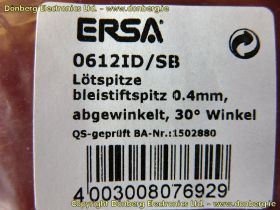 Donberg Electronics Ltd. - www.donberg.ie
ERSA
0612ID/SB
Lötspitze
bleistiftspitz 0.4mm,
abgewinkelt, 30° Winkel
QS-geprüft BA-Nr.:1502880
4 003008 076929
Donberg Electronics Ltd. - www.donberg.ie